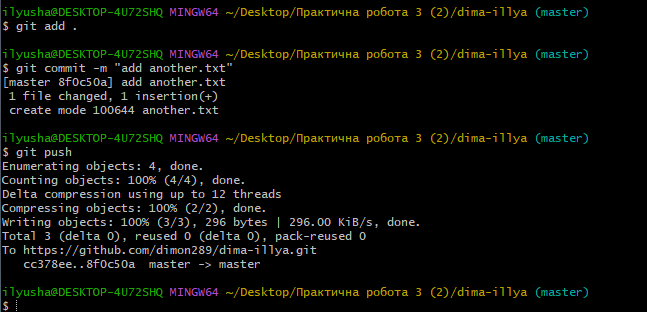 ilyusha@DESKTOP-4U72SHQ MINGW64 ~/Desktop/Практична робота 3 (2)/dima-illya (master)
$ git add .
ilyusha@DESKTOP-4U72SHQ MINGW64 ~/Desktop/Практична робота 3 (2)/dima-illya (master)
$ git commit -m "add another.txt"
[master 8f0c50a] add another.txt
 1 file changed, 1 insertion(+)
 create mode 100644 another.txt
ilyusha@DESKTOP-4U72SHQ MINGW64 ~/Desktop/Практична робота 3 (2)/dima-illya (master)
$ git push
Enumerating objects: 4, done.
Counting objects: 100% (4/4), done.
Delta compression using up to 12 threads
Compressing objects: 100% (2/2), done.
Writing objects: 100% (3/3), 296 bytes | 296.00 KiB/s, done.
Total 3 (delta 0), reused 0 (delta 0), pack-reused 0
To https://github.com/dimon289/dima-illya.git
   cc378ee..8f0c50a  master -> master
ilyusha@DESKTOP-4U72SHQ MINGW64 ~/Desktop/Практична робота 3 (2)/dima-illya (master)
$